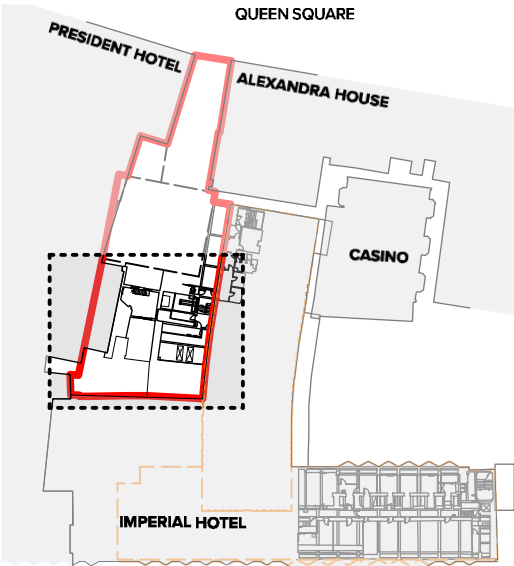 QUEEN SQUARE
PRESIDENT HOTEL
ALEXANDRA HOUSE
CASINO
IMPERIAL HOTEL